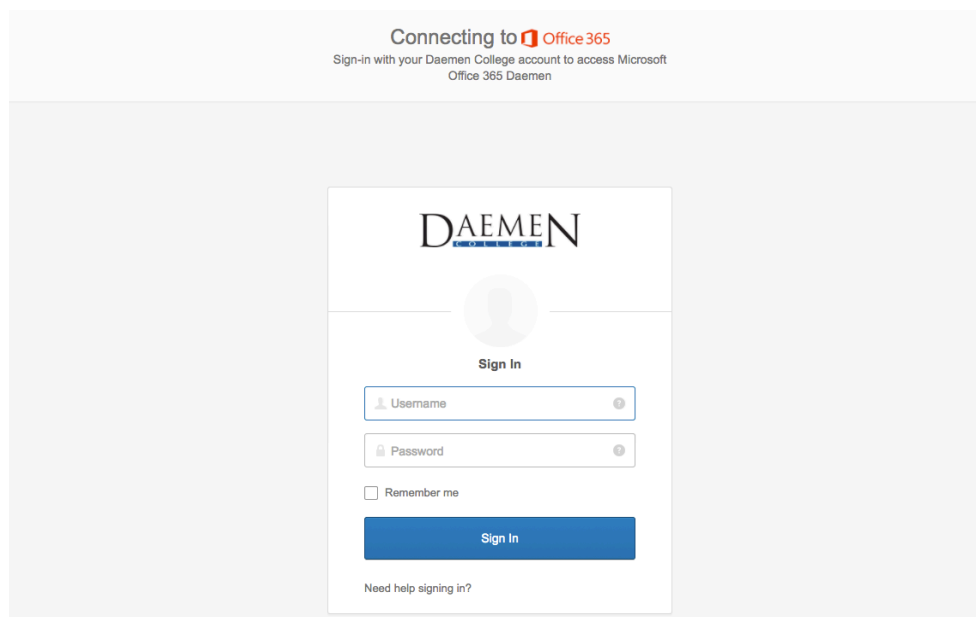 Connecting to Office 365
Sign-in with your Daemen College account to access Microsoft
Office 365 Daemen
DAEMEN
COLLEGE
Sign In
Username ?
Password ?
Remember me
Sign In
Need help signing in?